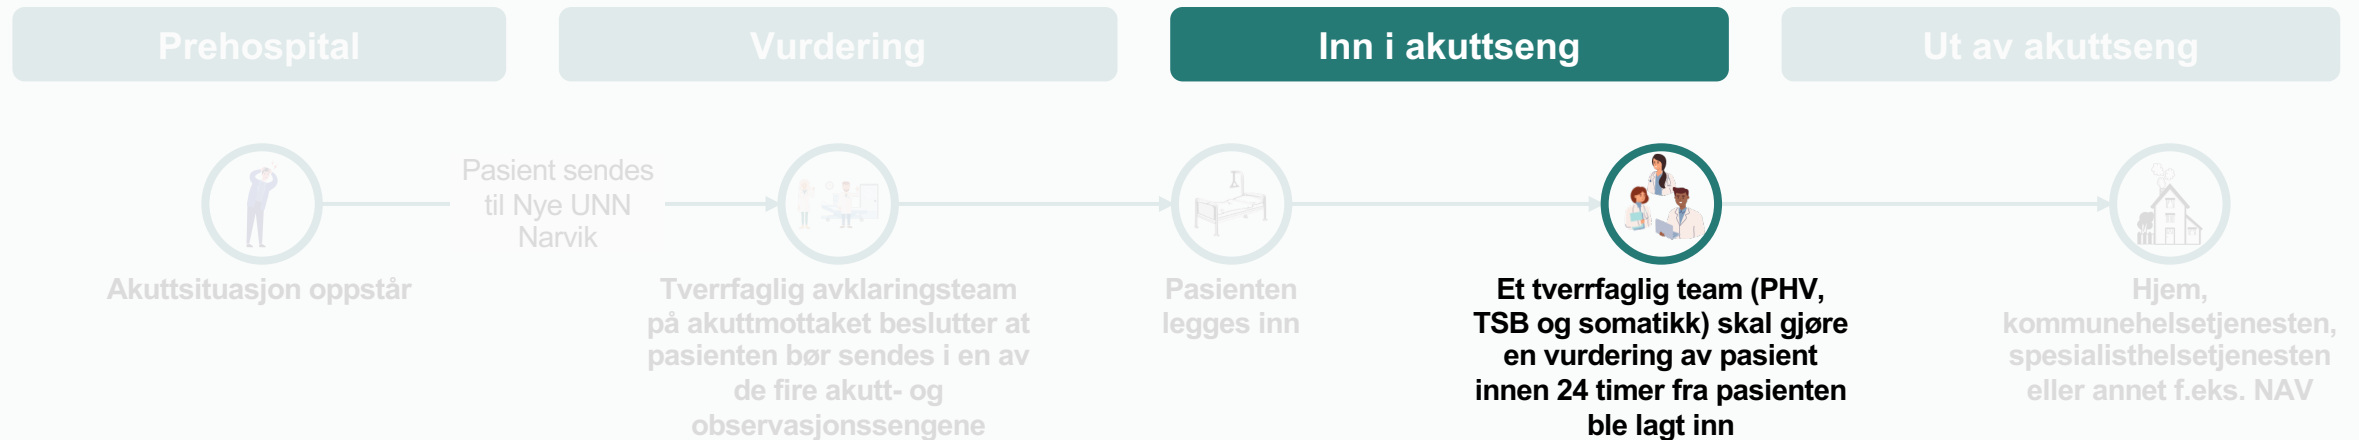 Prehospital
Vurdering
Inn i akuttseng
Ut av akuttseng
Pasient sendes
til Nye UNN
Narvik
Akuttsituasjon oppstår
Tverrfaglig avklaringsteam
på akuttmottaket beslutter at
pasienten bør sendes i en av
de fire akutt- og
observasjonssengene
Pasienten
legges inn
Et tverrfaglig team (PHV,
TSB og somatikk) skal gjøre
en vurdering av pasient
innen 24 timer fra pasienten
ble lagt inn
Hjem,
kommunehelsetjenesten,
spesialisthelsetjenesten
eller annet f.eks. NAV